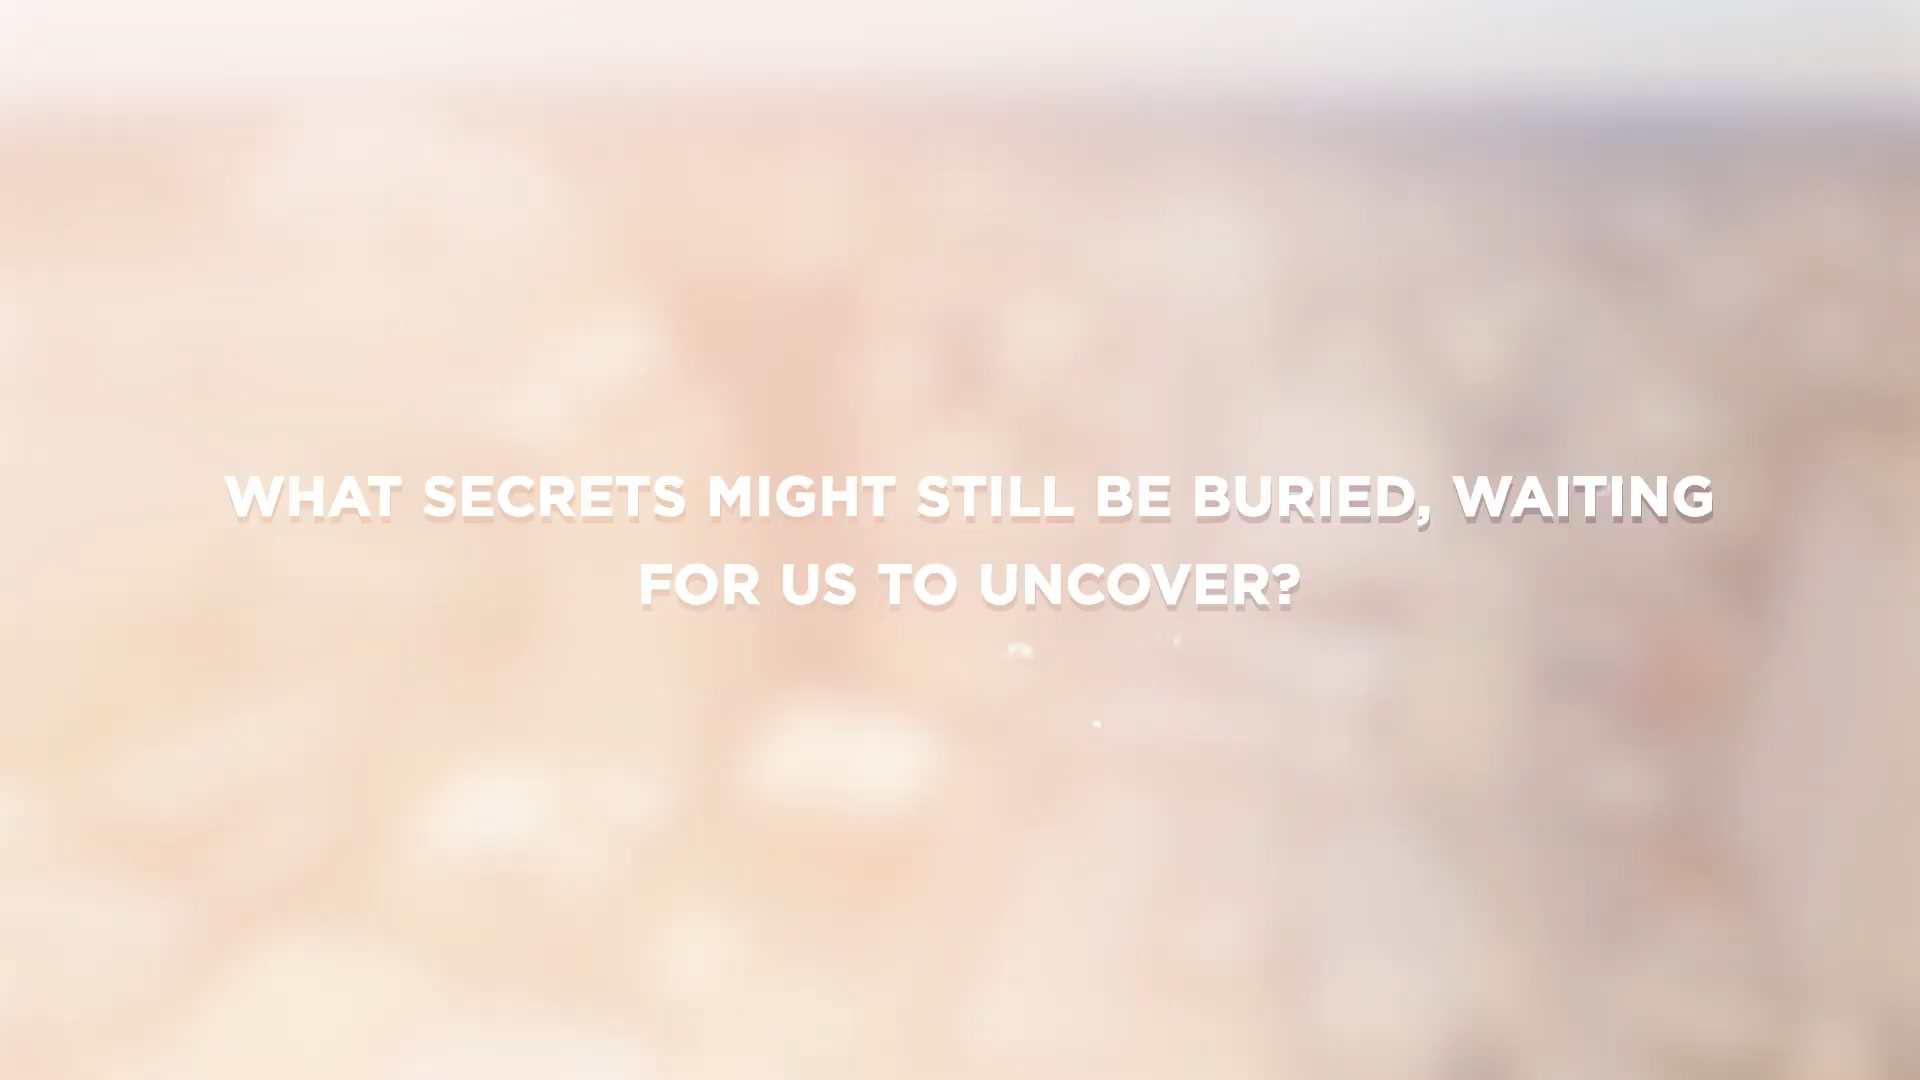 WHAT SECRETS MIGHT STILL BE BURIED, WAITING
FOR US TO UNCOVER?